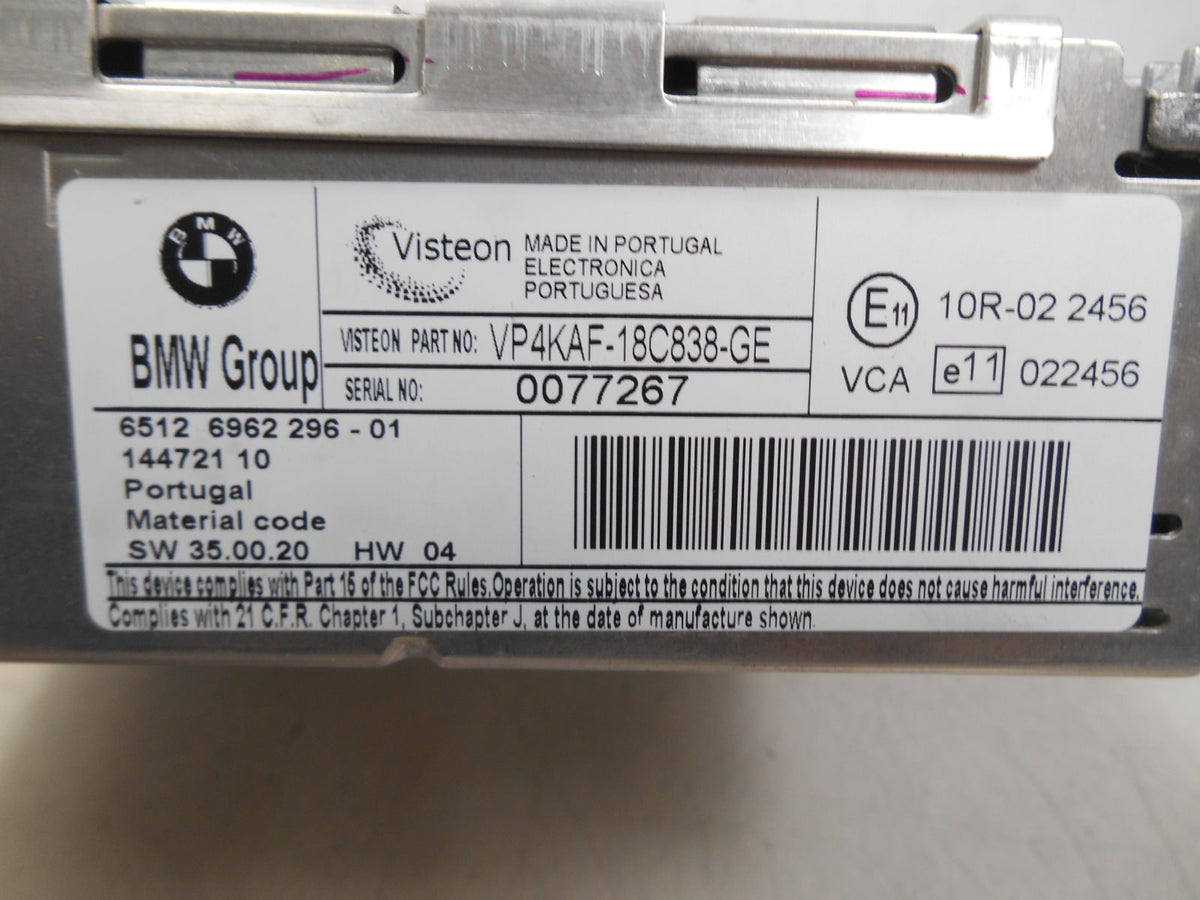 BMW
BMW Group
Visteon
MADE IN PORTUGAL
ELECTRONICA
PORTUGUESA
VISTEON PART NO: VP4KAF-18C838-GE
SERIAL NO: 0077267
E11 10R-02 2456
VCA e11 022456
6512 6962 296 - 01
144721 10
Portugal
Material code
SW 35.00.20 HW 04
This device complies with Part 15 of the FCC Rules.Operation is subject to the condition that this device does not cause harmful interference.
Complies with 21 C.F.R. Chapter 1, Subchapter J, at the date of manufacture shown.